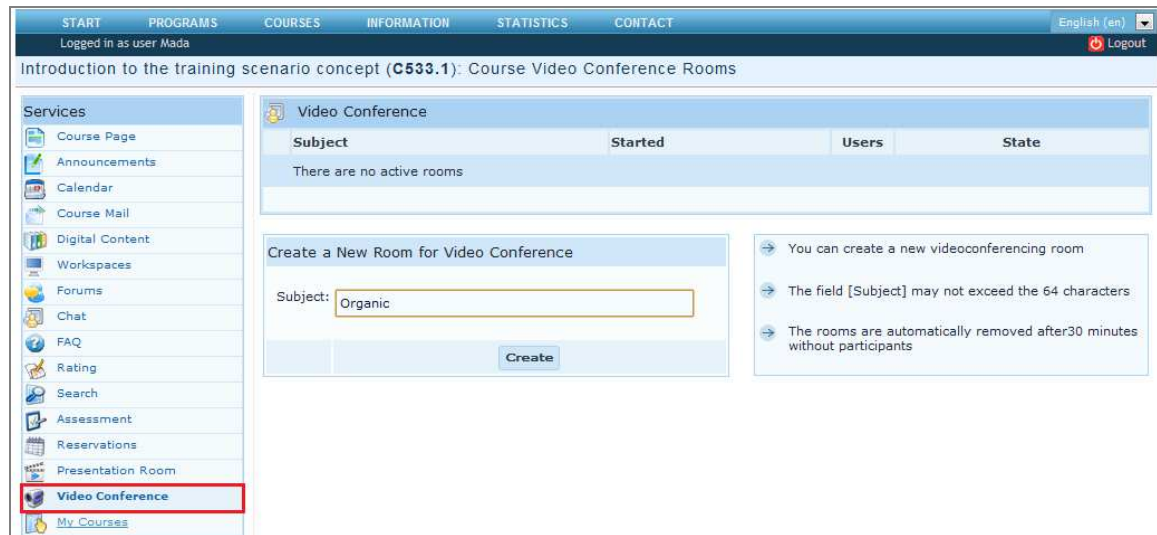 START PROGRAMS COURSES INFORMATION STATISTICS CONTACT English (en)
Logged in as user Mada Logout
Introduction to the training scenario concept (C533.1): Course Video Conference Rooms
Services
Course Page
Announcements
Calendar
Course Mail
Digital Content
Workspaces
Forums
Chat
FAQ
Rating
Search
Assessment
Reservations
Presentation Room
Video Conference
My Courses
Video Conference
Subject Started Users State
There are no active rooms
Create a New Room for Video Conference
Subject: Organic
Create
You can create a new videoconferencing room
The field [Subject] may not exceed the 64 characters
The rooms are automatically removed after30 minutes
without participants